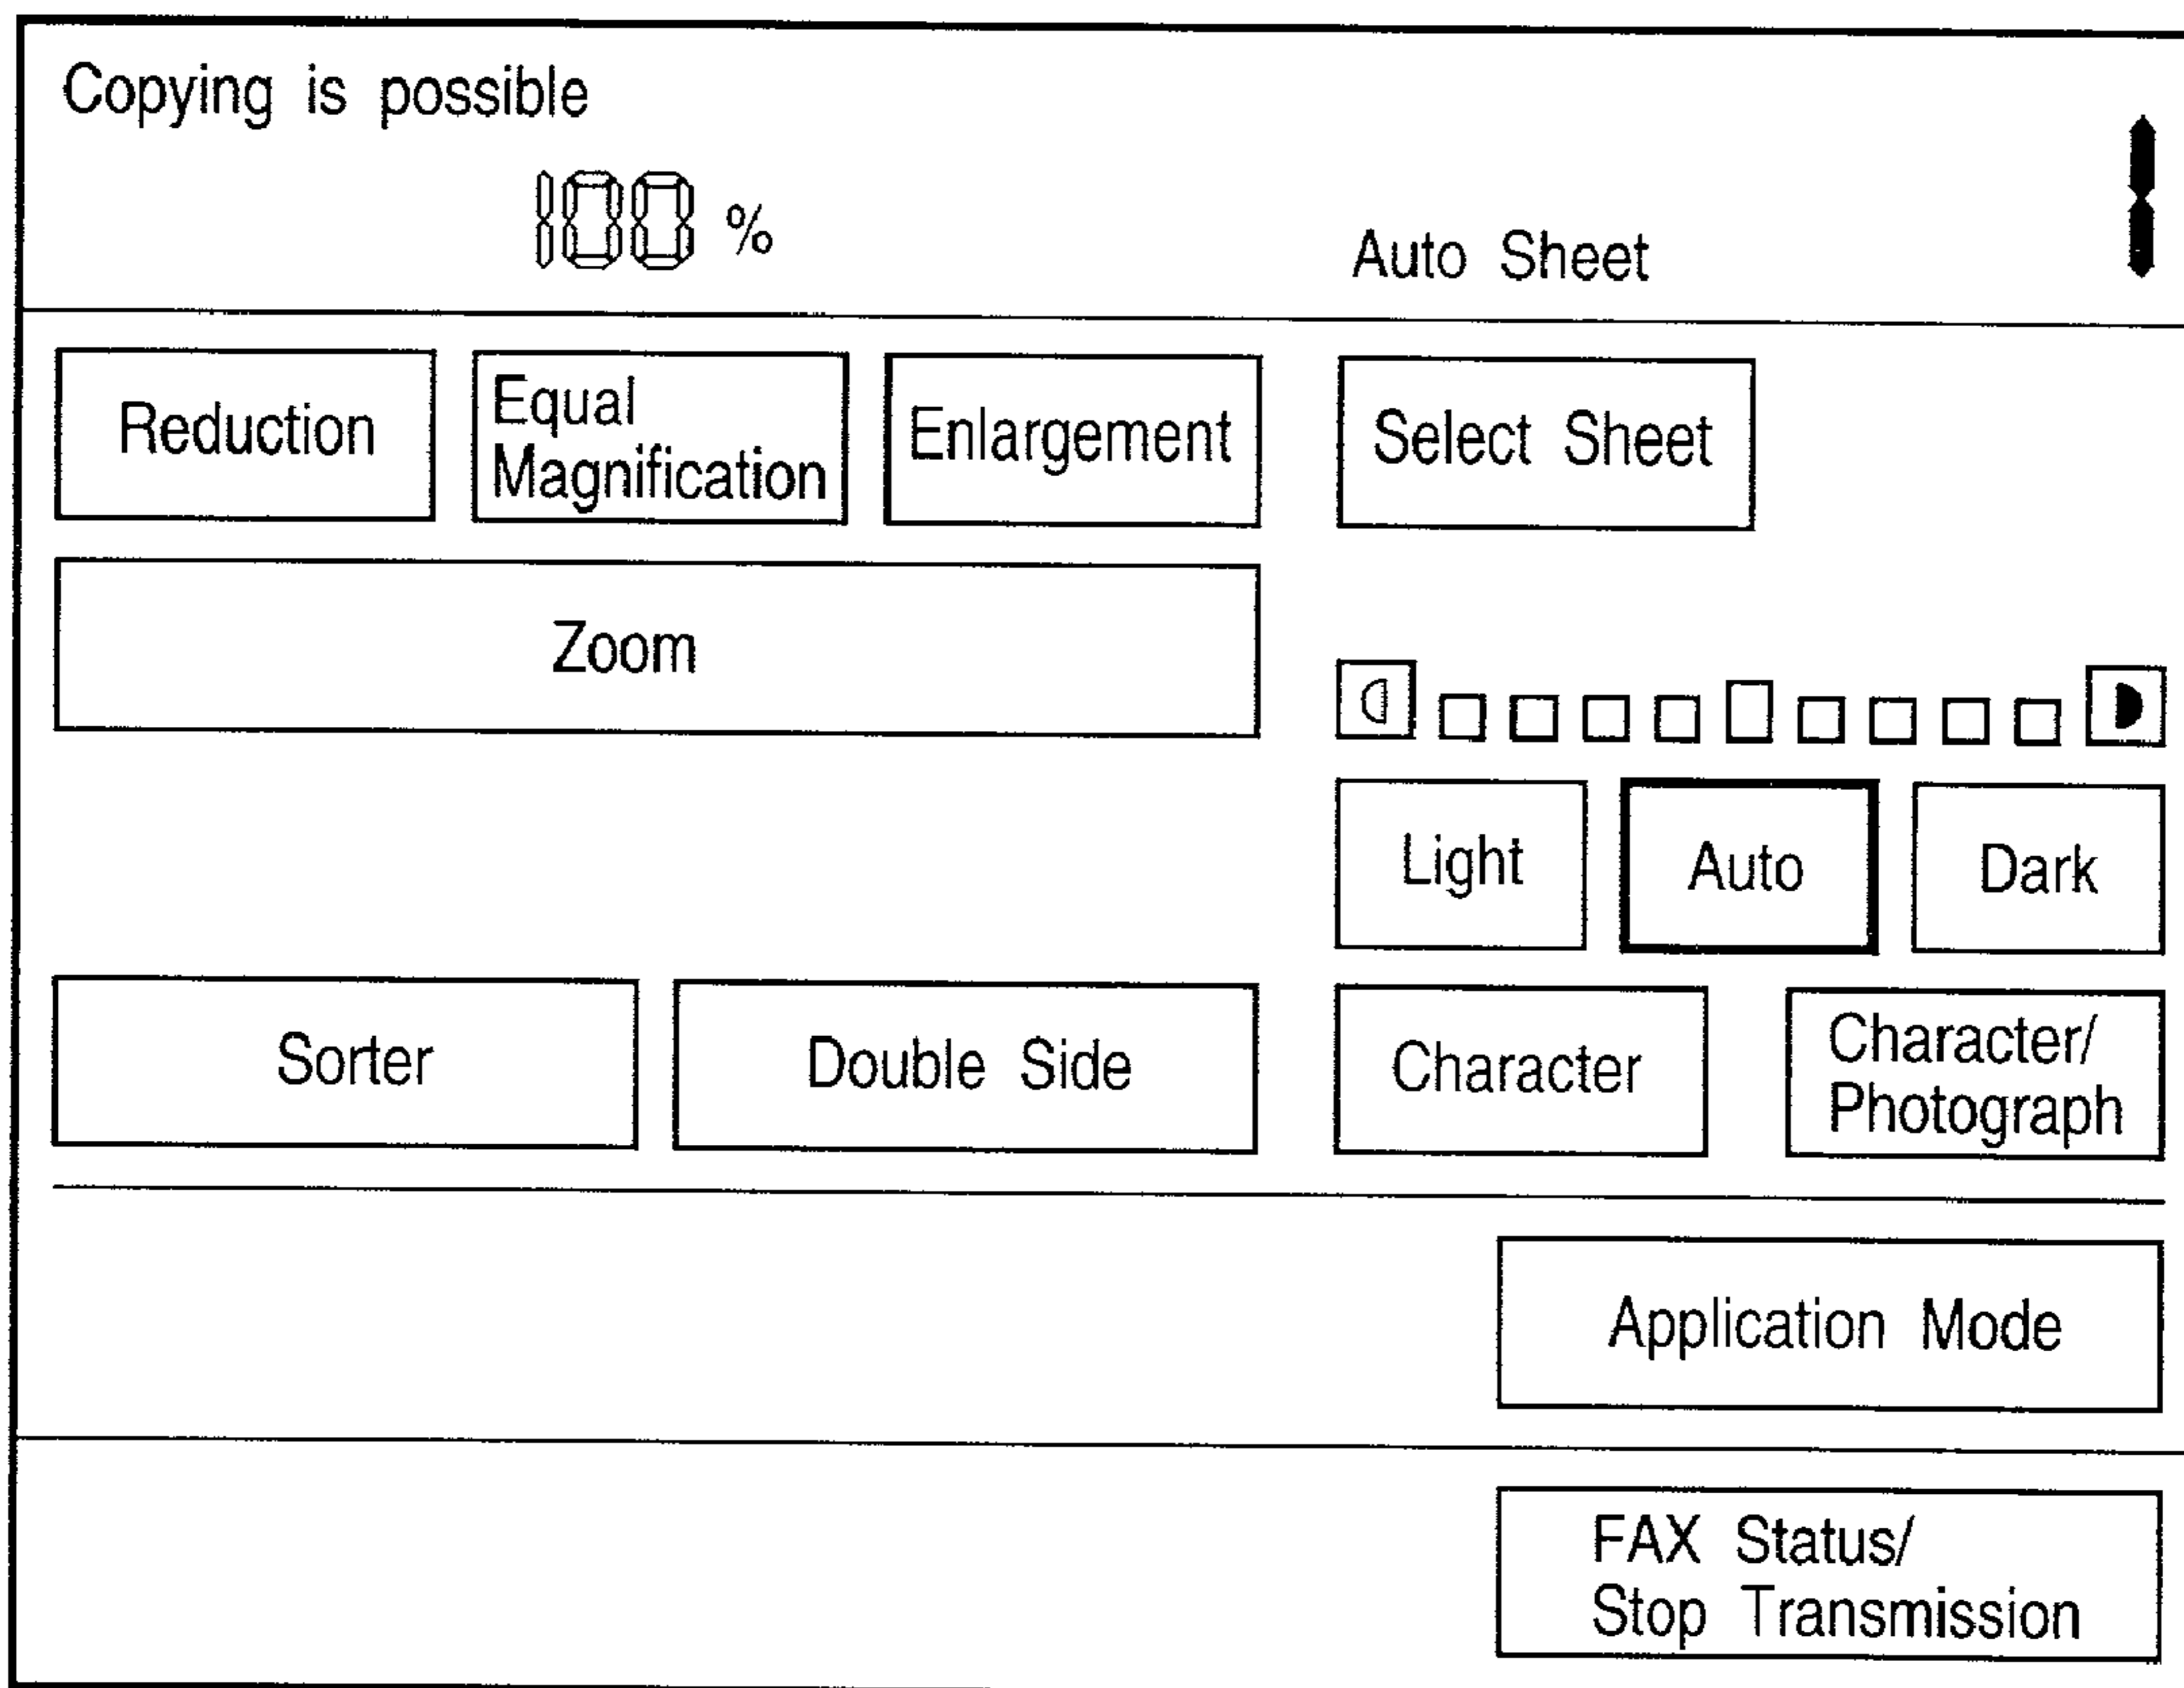 Copying is possible
100 %
Auto Sheet
1
Reduction
Equal
Magnification
Enlargement
Select Sheet
Zoom
Light
Auto
Dark
Sorter
Double Side
Character
Character/
Photograph
Application Mode
FAX Status/
Stop Transmission